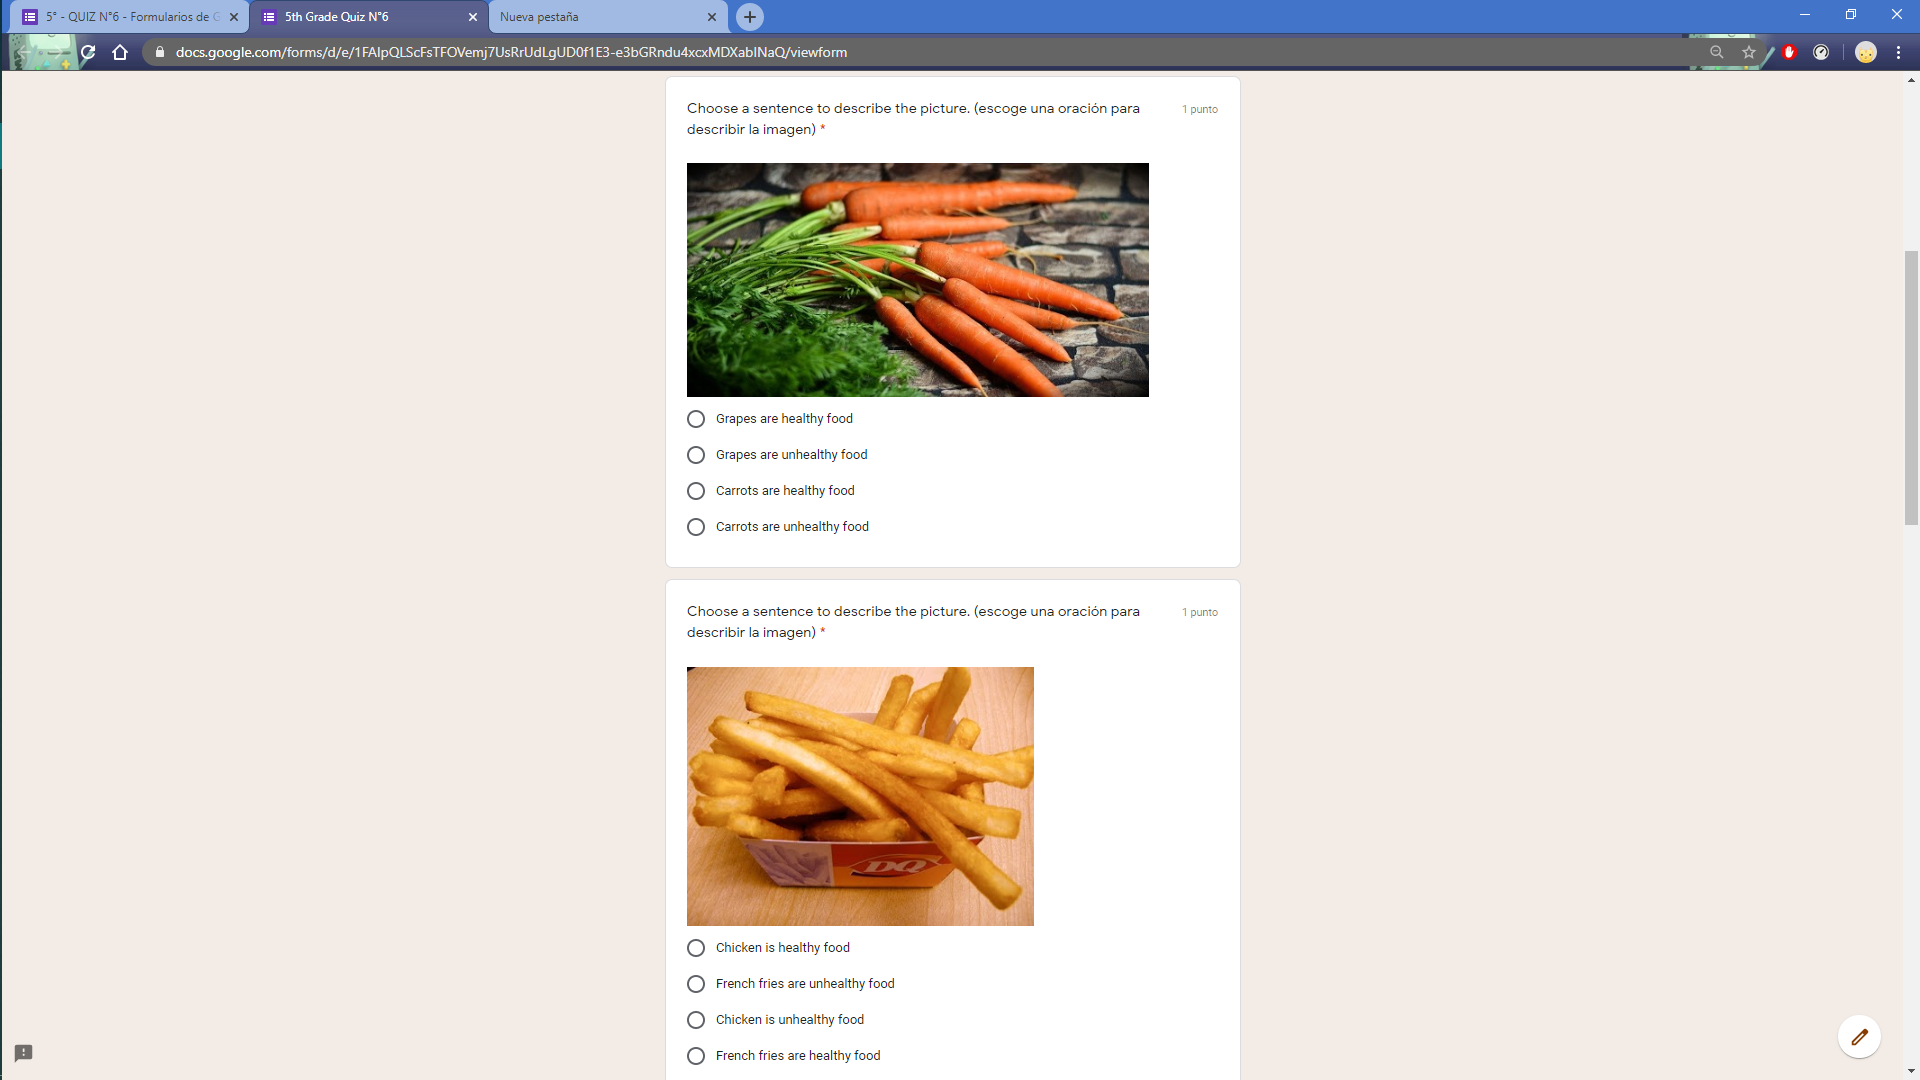 5° - QUIZ N°6 - Formularios de G
5th Grade Quiz N°6
Nueva pestaña
docs.google.com/forms/d/e/1FAIpQLScFsTFOVemj7UsRrUdLgUD0f1E3-e3bGRndu4xcxMDXabINaQ/viewform
Choose a sentence to describe the picture. (escoge una oración para
describir la imagen) *
1 punto
Grapes are healthy food
Grapes are unhealthy food
Carrots are healthy food
Carrots are unhealthy food
Choose a sentence to describe the picture. (escoge una oración para
describir la imagen) *
1 punto
DQ
Chicken is healthy food
French fries are unhealthy food
Chicken is unhealthy food
French fries are healthy food